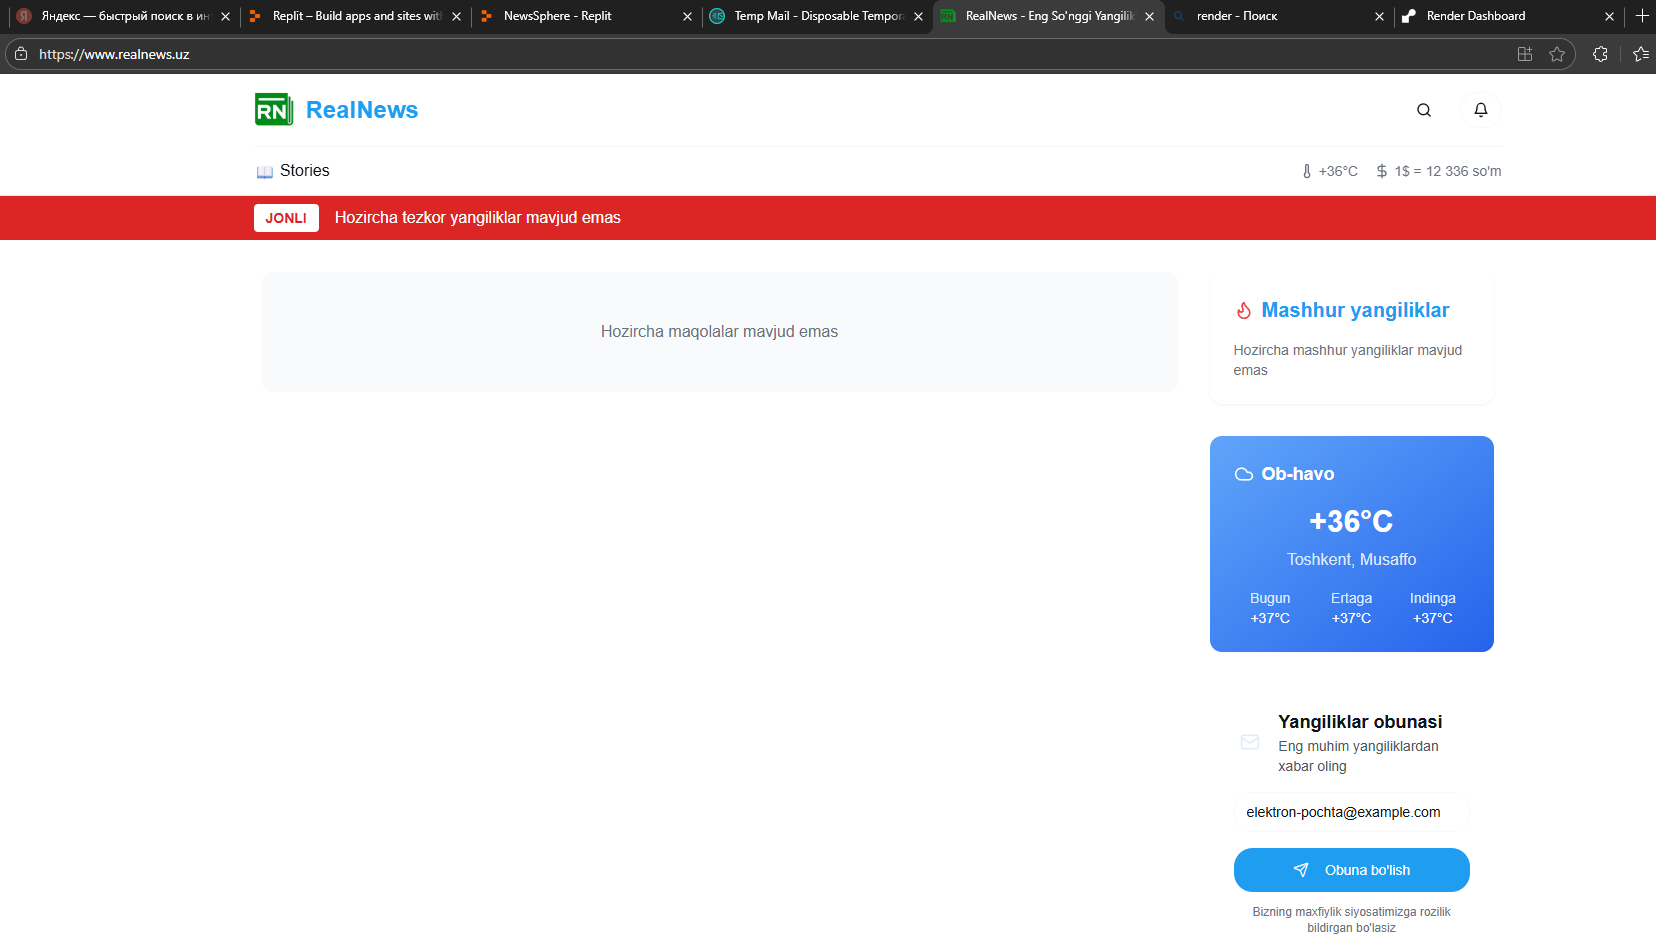 Яндекс — быстрый поиск в ин
Replit – Build apps and sites with
NewsSphere - Replit
Temp Mail - Disposable Tempora
RealNews - Eng So'nggi Yangilik
render - Поиск
Render Dashboard
https://www.realnews.uz
RN RealNews
Stories
+36°C
1$ = 12 336 so'm
JONLI Hozircha tezkor yangiliklar mavjud emas
Hozircha maqolalar mavjud emas
Mashhur yangiliklar
Hozircha mashhur yangiliklar mavjud
emas
Ob-havo
+36°C
Toshkent, Musaffo
Bugun Ertaga Indinga
+37°C +37°C +37°C
Yangiliklar obunasi
Eng muhim yangiliklardan
xabar oling
elektron-pochta@example.com
Obuna bo'lish
Bizning maxfiylik siyosatimizga rozilik
bildirgan bo'lasiz